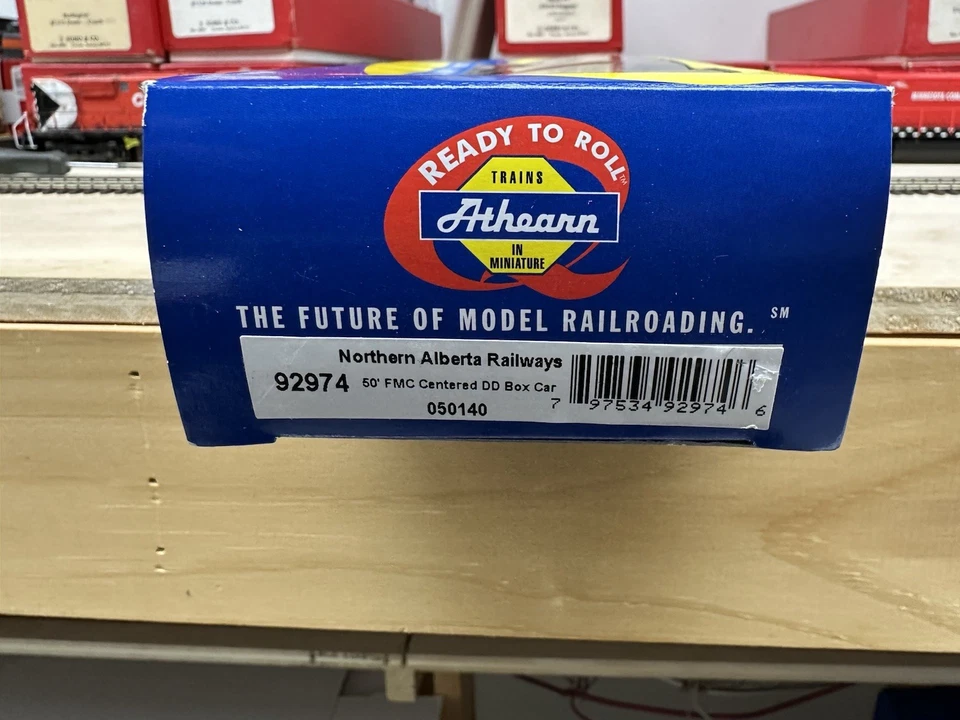 READY TO ROLL™
TRAINS
Athearn
IN
MINIATURE
THE FUTURE OF MODEL RAILROADING. SM
Northern Alberta Railways
92974 50' FMC Centered DD Box Car
050140
7 97534 92974 6